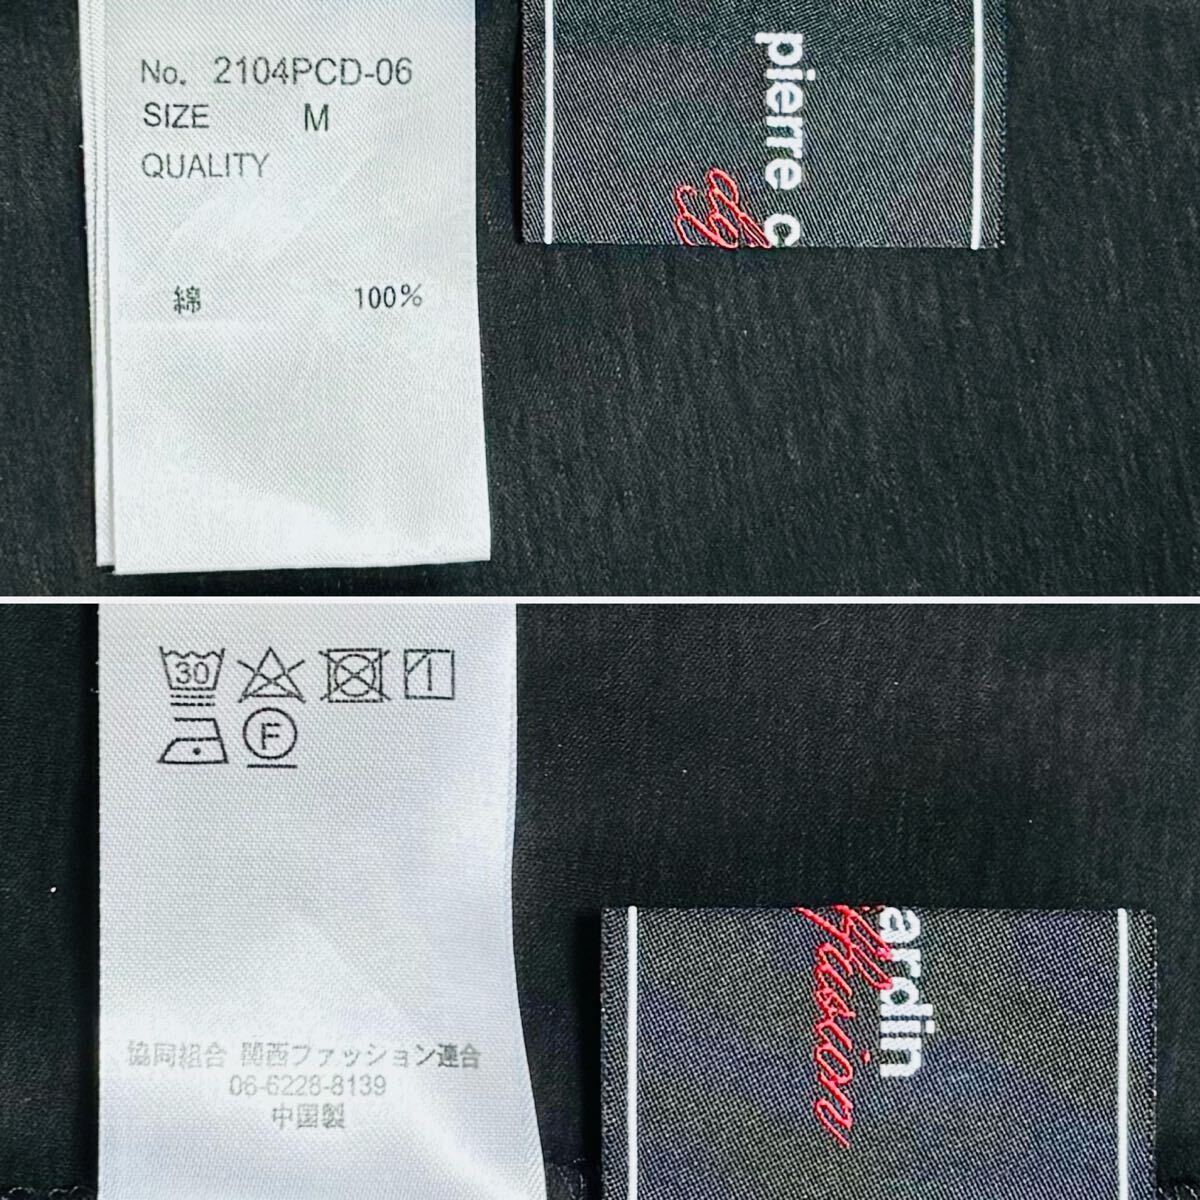 No. 2104PCD-06
SIZE M
QUALITY
綿 100%
pierre c
30
F
協同組合 関西ファッション連合
06-6228-8139
中国製
ardin